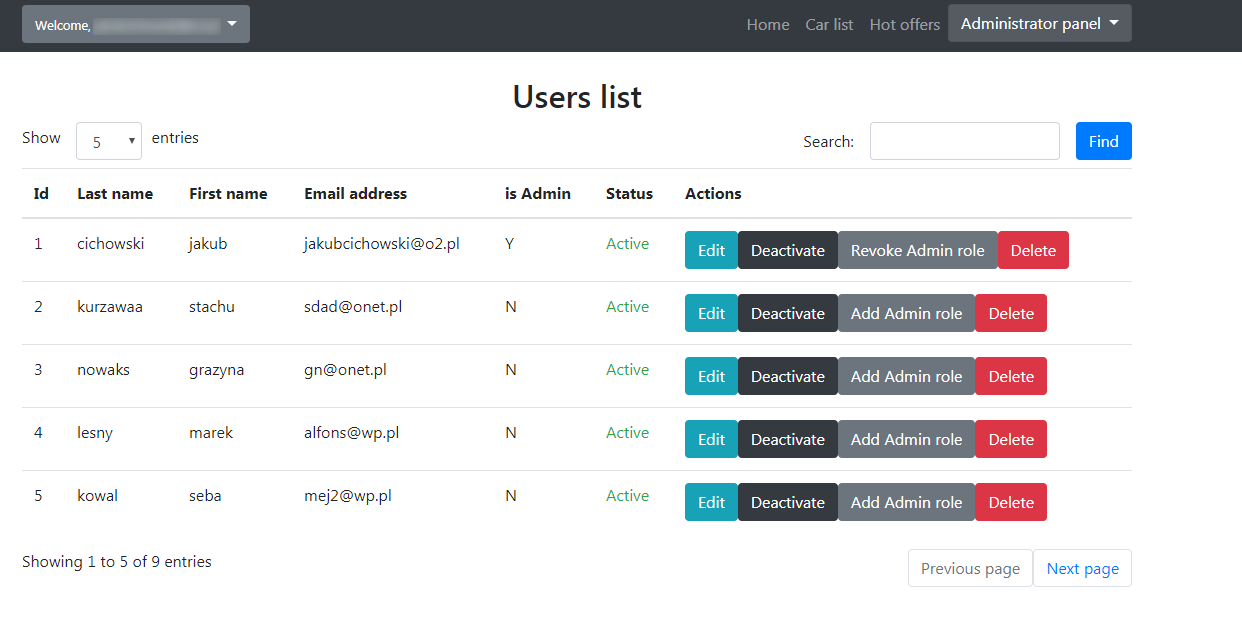 Welcome, Home Car list Hot offers Administrator panel
Users list
Show 5 entries Search: Find
Id Last name First name Email address is Admin Status Actions
1 cichowski jakub jakubcichowski@o2.pl Y Active Edit Deactivate Revoke Admin role Delete
2 kurzawaa stachu sdad@onet.pl N Active Edit Deactivate Add Admin role Delete
3 nowaks grazyna gn@onet.pl N Active Edit Deactivate Add Admin role Delete
4 lesny marek alfons@wp.pl N Active Edit Deactivate Add Admin role Delete
5 kowal seba mej2@wp.pl N Active Edit Deactivate Add Admin role Delete
Showing 1 to 5 of 9 entries Previous page Next page